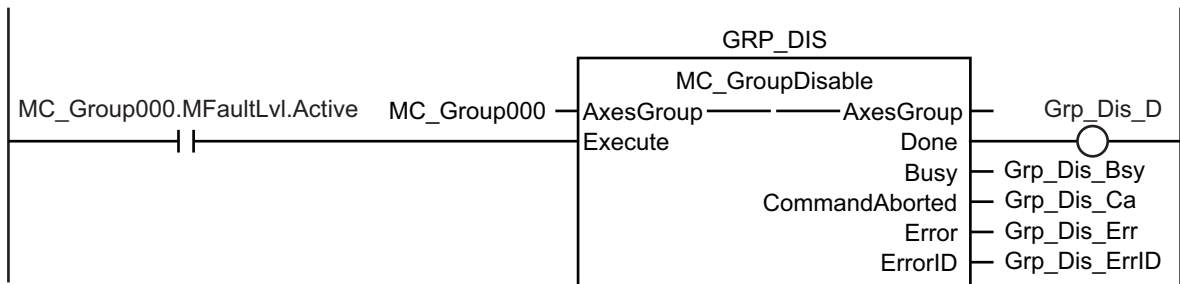 GRP_DIS
MC_GroupDisable
MC_Group000.MFaultLvl.Active MC_Group000 AxesGroup AxesGroup Grp_Dis_D
Execute Done
Busy Grp_Dis_Bsy
CommandAborted Grp_Dis_Ca
Error Grp_Dis_Err
ErrorID Grp_Dis_ErrID